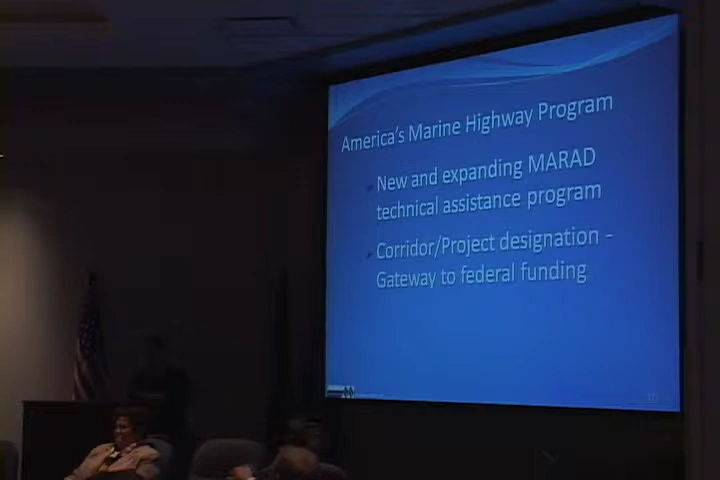 America's Marine Highway Program
New and expanding MARAD
technical assistance program
Corridor/Project designation -
Gateway to federal funding